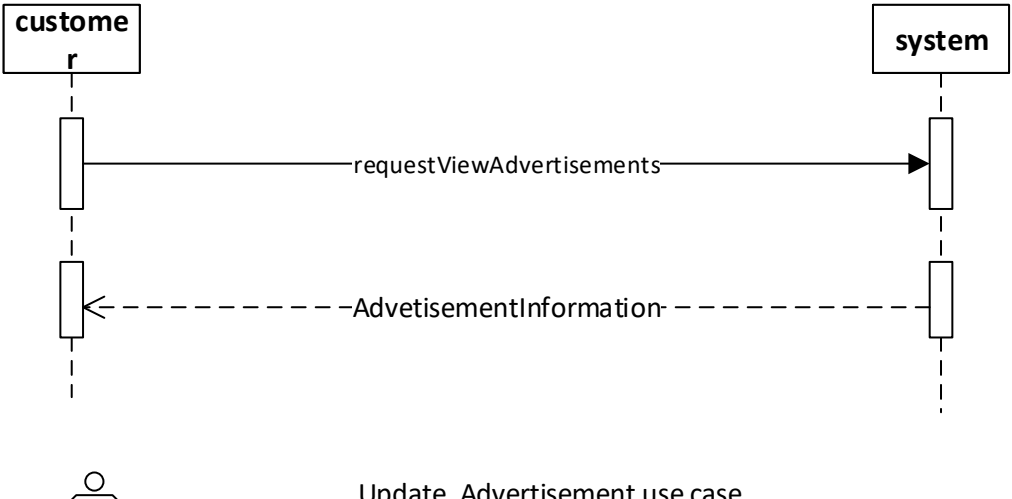 custome
r
system
requestViewAdvertisements
AdvetisementInformation
Update Advertisement use case